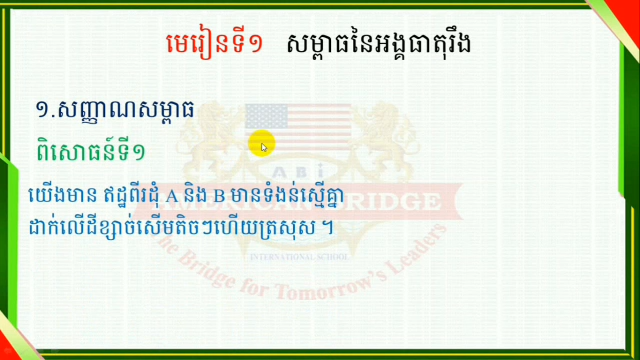 មេរៀនទី១ សម្ពាធនៃអង្គធាតុរឹង
១.សញ្ញាណសម្ពាធ
ពិសោធន៍ទី១
យើងមាន ឥដ្ឋពីរដុំ A និង B មានទំងន់ស្មើគ្នា
ដាក់លើដីខ្សាច់សើមតិចៗហើយត្រសុស ។
ABi
AMERICAN BRIDGE
INTERNATIONAL SCHOOL
The Bridge for Tomorrow's Leaders